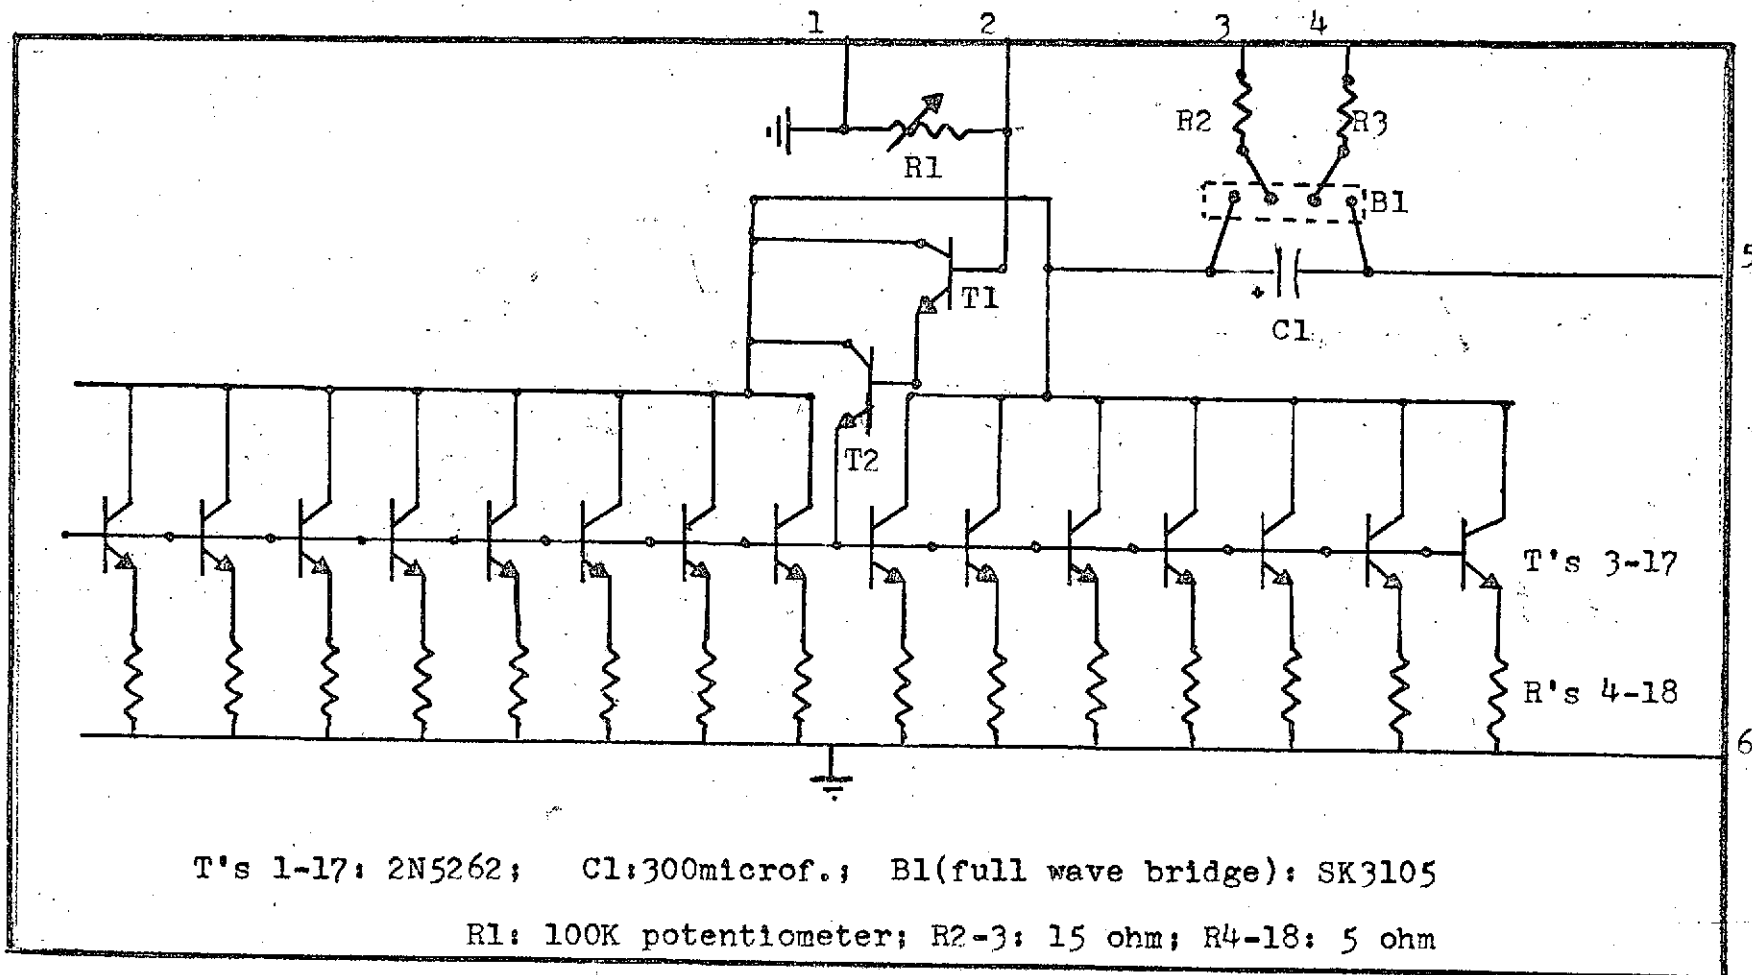 1 2 3 4
R2 R3
R1
B1
5
T1
C1
T2
T's 3-17
R's 4-18
6
T's 1-17: 2N5262; C1:300microf.; B1(full wave bridge): SK3105
R1: 100K potentiometer; R2-3: 15 ohm; R4-18: 5 ohm